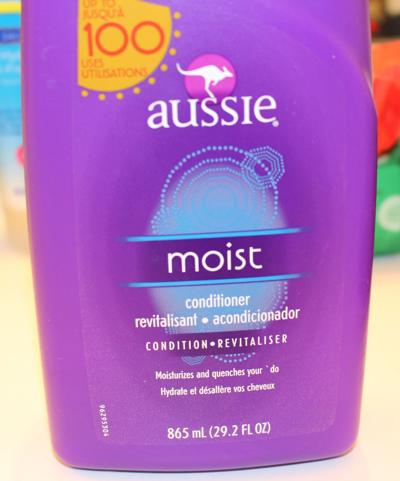 UP TO
JUSQU'À
100
USES
UTILISATIONS
aussie
moist
conditioner
revitalisant • acondicionador
CONDITION•REVITALISER
Moisturizes and quenches your 'do
Hydrate et désaltère vos cheveux
865 mL (29.2 FL OZ)
96295304